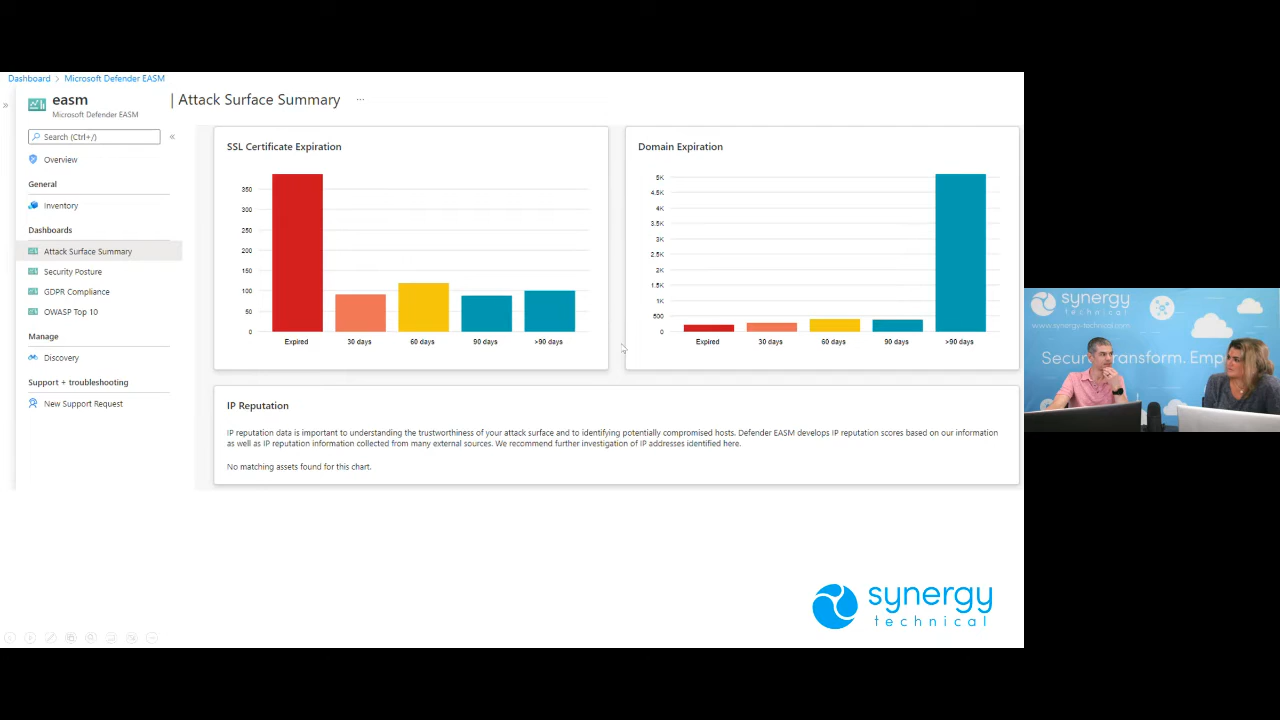 Dashboard > Microsoft Defender EASM
easm
Microsoft Defender EASM
| Attack Surface Summary ...
Search (Ctrl+/)
«
»
Overview
General
Inventory
Dashboards
Attack Surface Summary
Security Posture
GDPR Compliance
OWASP Top 10
Manage
Discovery
Support + troubleshooting
New Support Request
SSL Certificate Expiration
350
300
250
200
150
100
50
0
Expired 30 days 60 days 90 days >90 days
Domain Expiration
5K
4.5K
4K
3.5K
3K
2.5K
2K
1.5K
1K
500
0
Expired 30 days 60 days 90 days >90 days
IP Reputation
IP reputation data is important to understanding the trustworthiness of your attack surface and to identifying potentially compromised hosts. Defender EASM develops IP reputation scores based on our information
as well as IP reputation information collected from many external sources. We recommend further investigation of IP addresses identified here.
No matching assets found for this chart.
synergy
technical
synergy
technical
www.synergy-technical.com